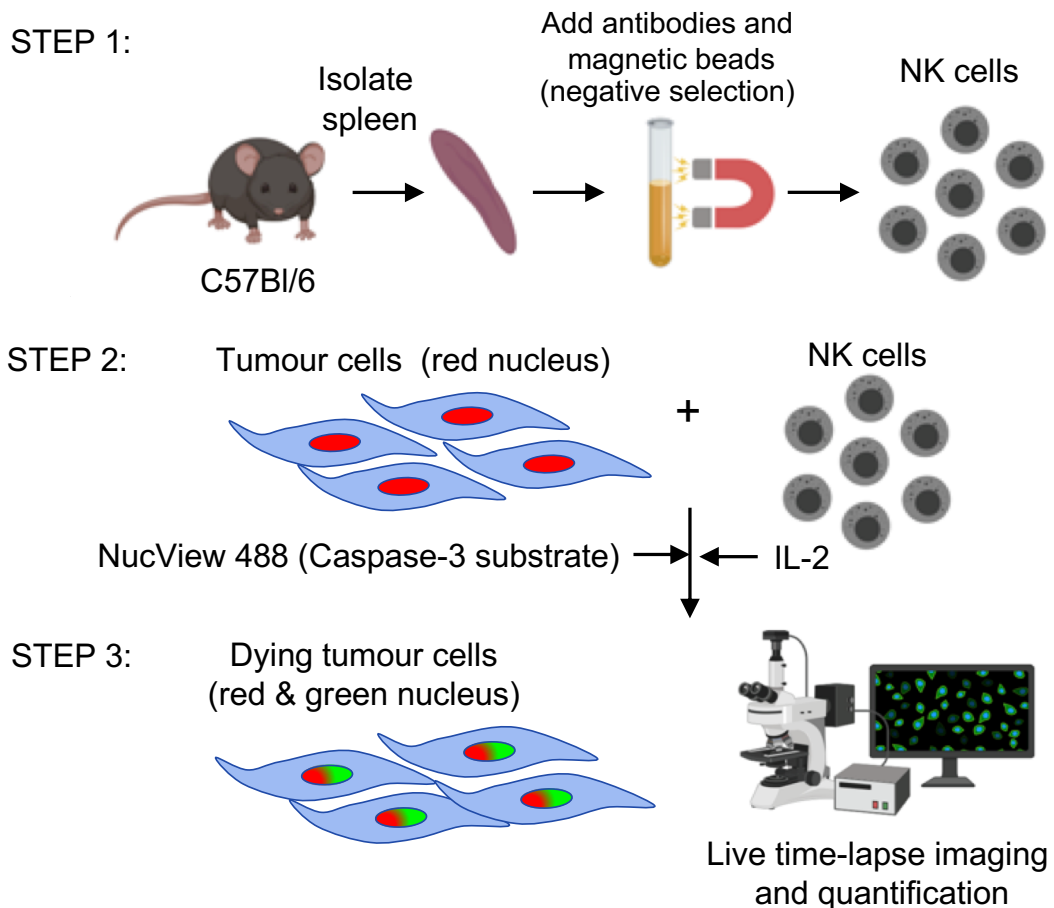 STEP 1:
Isolate
spleen
Add antibodies and
magnetic beads
(negative selection)
NK cells
C57Bl/6
STEP 2:
Tumour cells (red nucleus)
+
NK cells
NucView 488 (Caspase-3 substrate)
IL-2
STEP 3:
Dying tumour cells
(red & green nucleus)
Live time-lapse imaging
and quantification